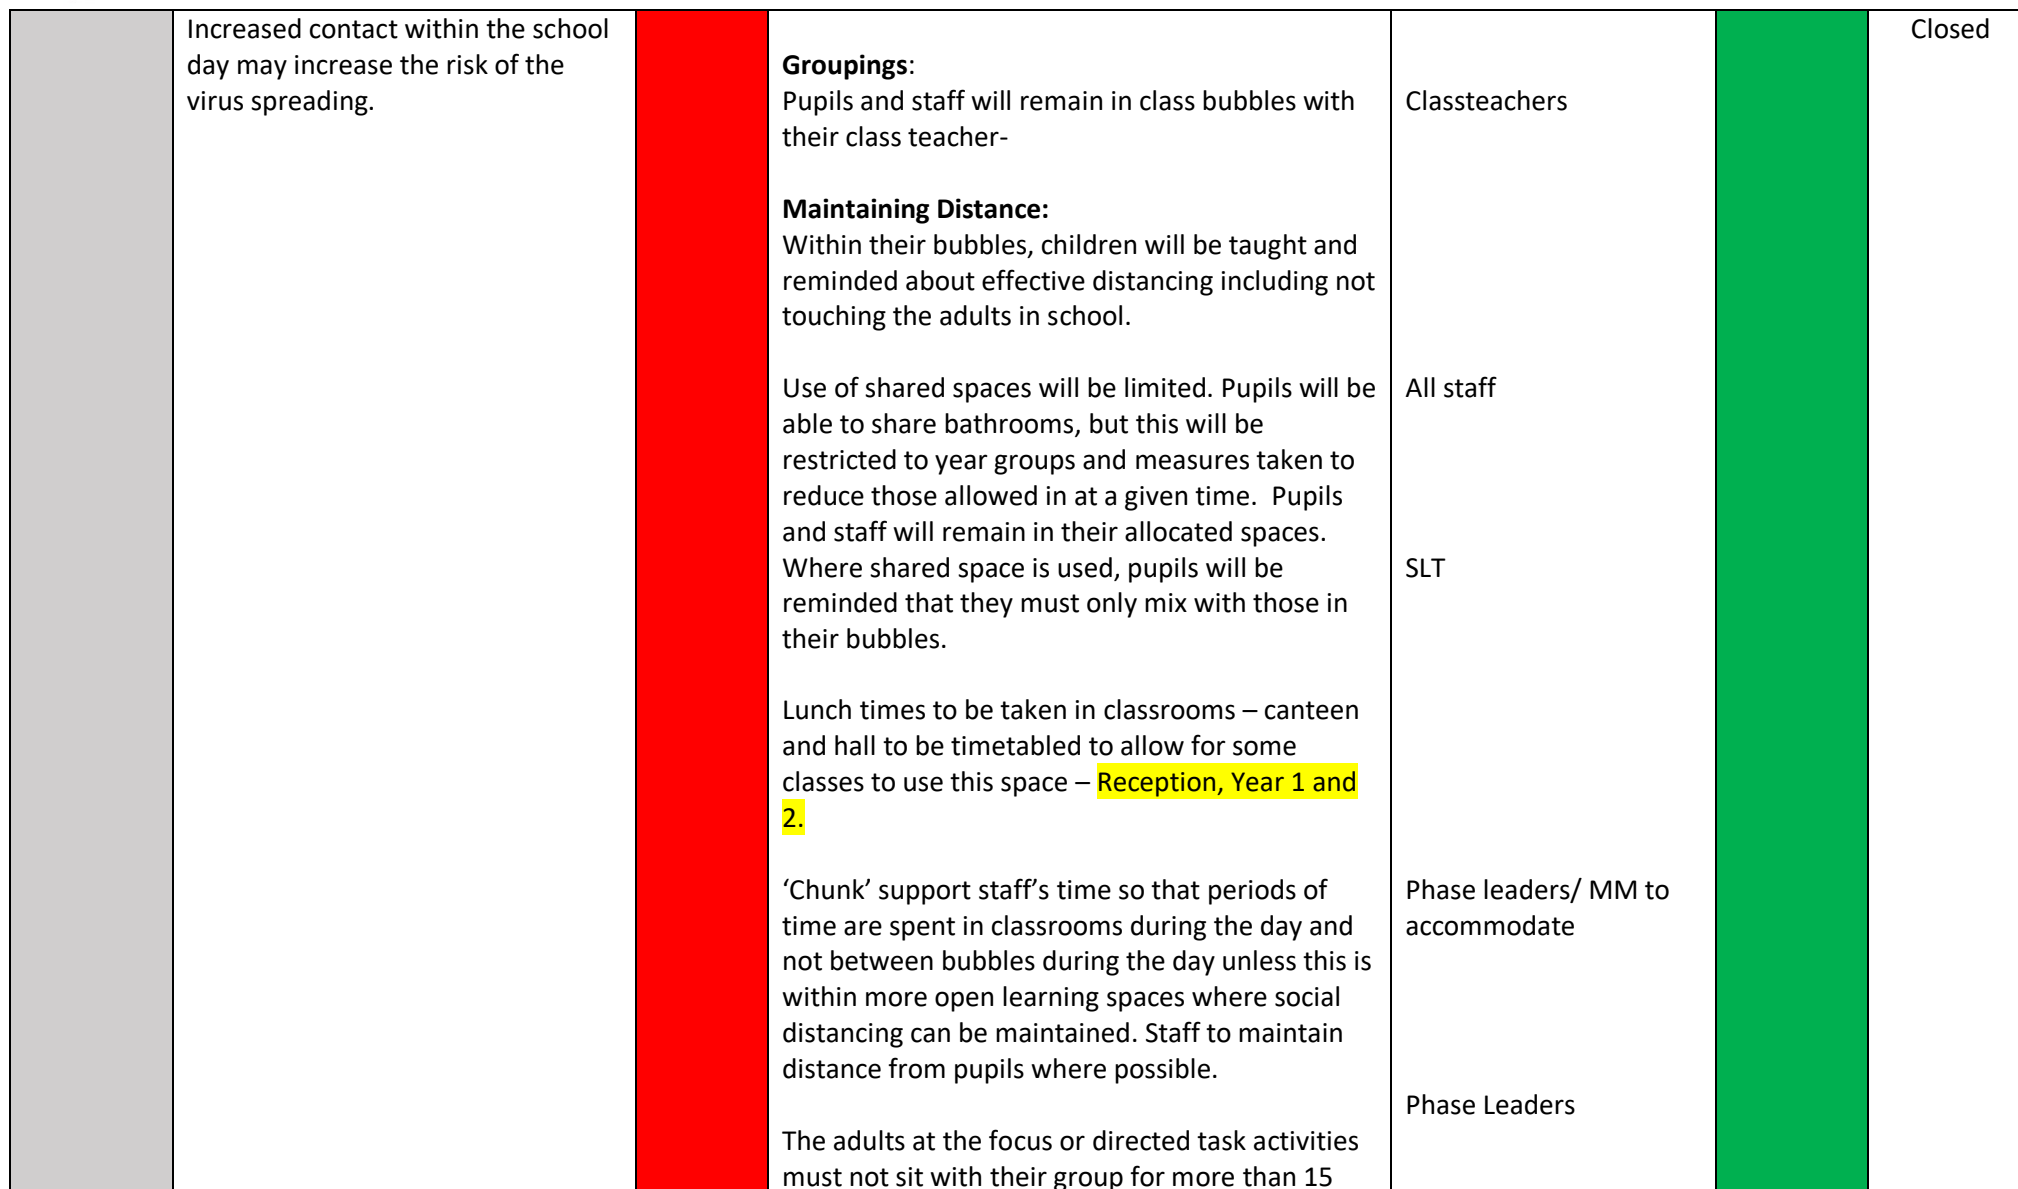 Increased contact within the school
day may increase the risk of the
virus spreading.
Groupings:
Pupils and staff will remain in class bubbles with
their class teacher-
Maintaining Distance:
Within their bubbles, children will be taught and
reminded about effective distancing including not
touching the adults in school.
Use of shared spaces will be limited. Pupils will be
able to share bathrooms, but this will be
restricted to year groups and measures taken to
reduce those allowed in at a given time.  Pupils
and staff will remain in their allocated spaces.
Where shared space is used, pupils will be
reminded that they must only mix with those in
their bubbles.
Lunch times to be taken in classrooms – canteen
and hall to be timetabled to allow for some
classes to use this space – Reception, Year 1 and
2.
‘Chunk’ support staff’s time so that periods of
time are spent in classrooms during the day and
not between bubbles during the day unless this is
within more open learning spaces where social
distancing can be maintained. Staff to maintain
distance from pupils where possible.
The adults at the focus or directed task activities
must not sit with their group for more than 15
Classteachers
All staff
SLT
Phase leaders/ MM to
accommodate
Phase Leaders
Closed